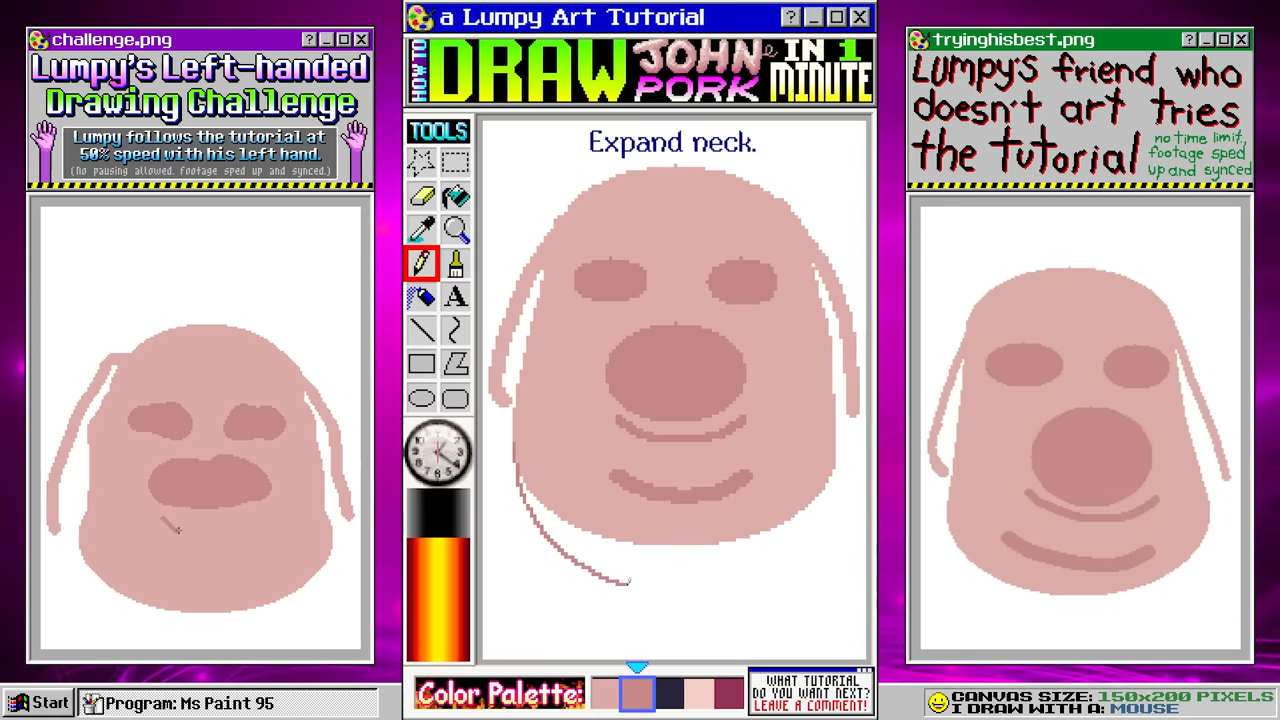 challenge.png
Lumpy's Left-handed
Drawing Challenge
Lumpy follows the tutorial at
50% speed with his left hand.
(No pausing allowed. footage sped up and synced.)
a Lumpy Art Tutorial
HOW TO DRAW JOHN PORK IN 1 MINUTE
TOOLS
A
Expand neck.
Color Palette:
WHAT TUTORIAL
DO YOU WANT NEXT?
LEAVE A COMMENT!
tryinghisbest.png
Lumpy's friend who
doesn't art tries
the tutorial
no time limit,
footage sped
up and synced
Start
Program: Ms Paint 95
CANVAS SIZE: 150x200 PIXELS
I DRAW WITH A: MOUSE